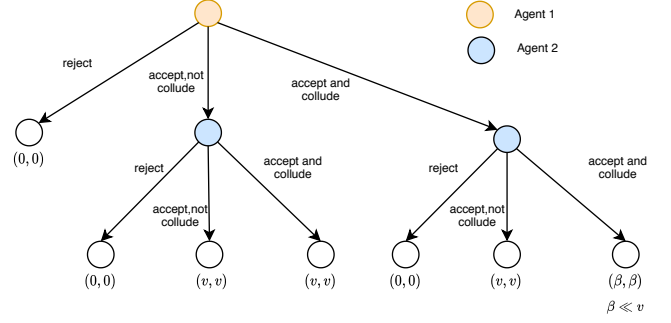 Agent 1
Agent 2
reject
accept,not
collude
accept and
collude
(0, 0)
reject
accept,not
collude
accept and
collude
reject
accept,not
collude
accept and
collude
(0, 0)
(v, v)
(v, v)
(0, 0)
(v, v)
(β, β)
β ≪ v